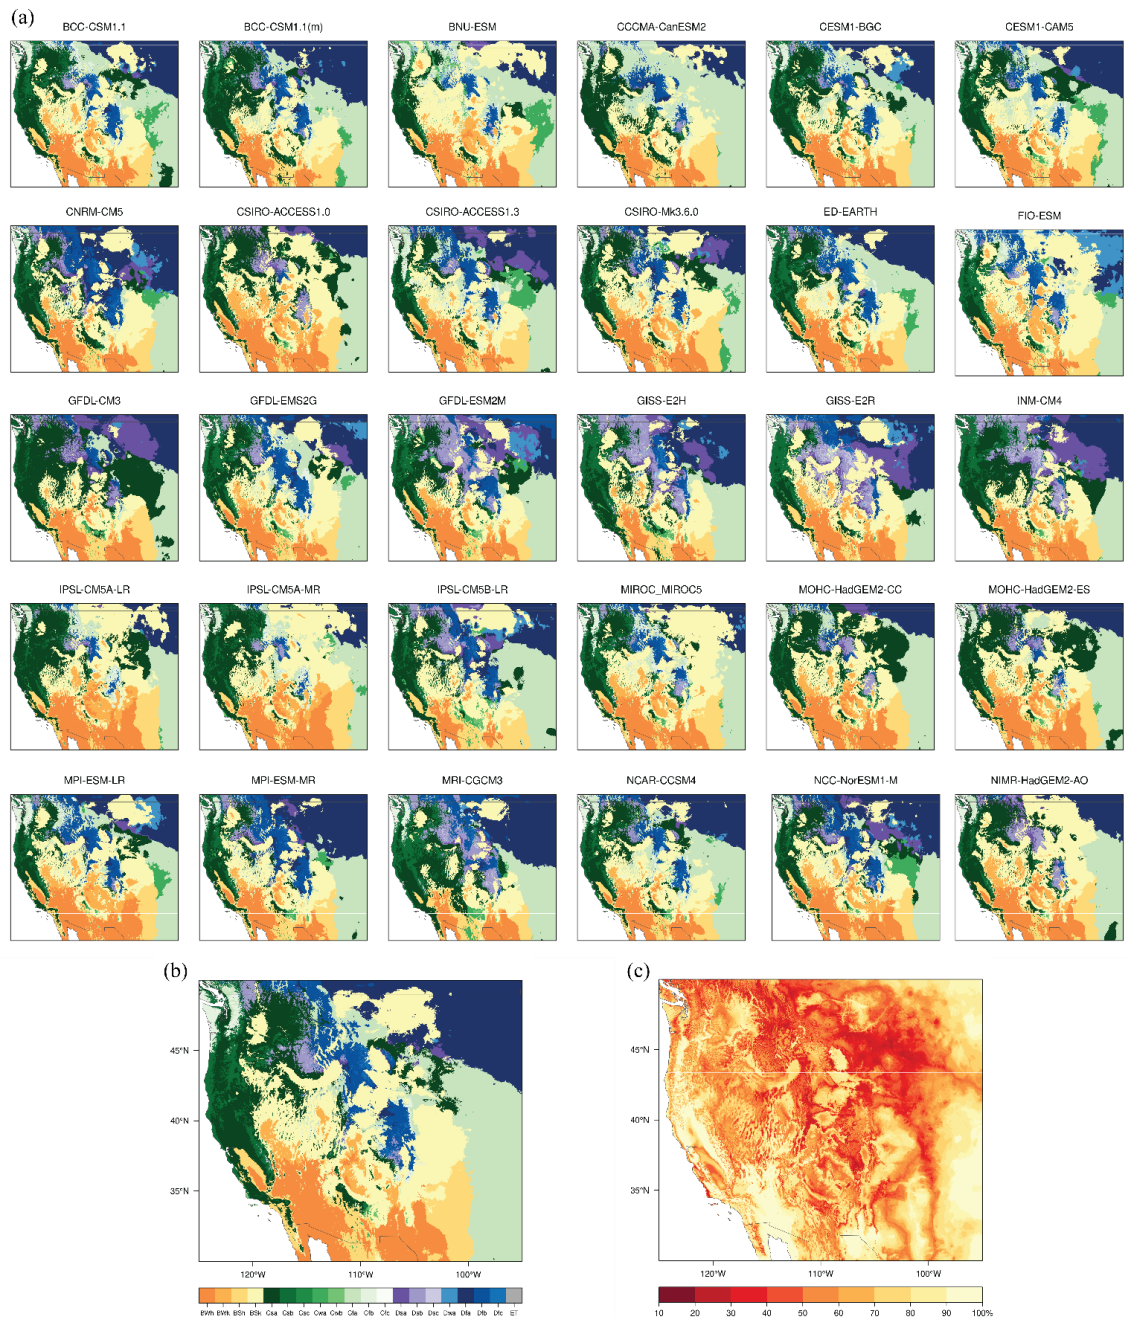 (a)
BCC-CSM1.1 BCC-CSM1.1(m) BNU-ESM CCCMA-CanESM2 CESM1-BGC CESM1-CAM5
CNRM-CM5 CSIRO-ACCESS1.0 CSIRO-ACCESS1.3 CSIRO-Mk3.6.0 ED-EARTH FIO-ESM
GFDL-CM3 GFDL-EMS2G GFDL-ESM2M GISS-E2H GISS-E2R INM-CM4
IPSL-CM5A-LR IPSL-CM5A-MR IPSL-CM5B-LR MIROC_MIROC5 MOHC-HadGEM2-CC MOHC-HadGEM2-ES
MPI-ESM-LR MPI-ESM-MR MRI-CGCM3 NCAR-CCSM4 NCC-NorESM1-M NIMR-HadGEM2-AO
(b)
45°N
40°N
35°N
120°W 110°W 100°W
BWh BWk BSh BSk Csa Csb Csc Cwa Cwb Cfa Cfb Cfc Dsa Dsb Dsc Dwa Dfa Dfb Dfc ET
(c)
45°N
40°N
35°N
120°W 110°W 100°W
10 20 30 40 50 60 70 80 90 100%